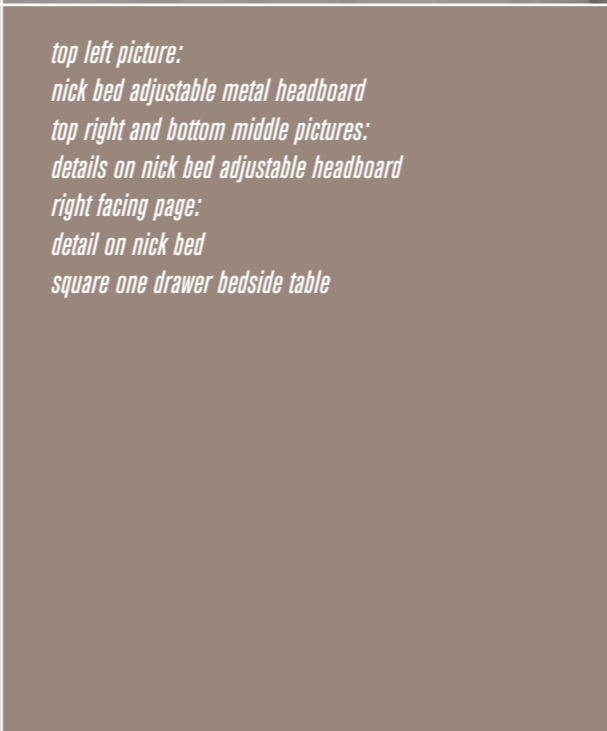 top left picture:
nick bed adjustable metal headboard
top right and bottom middle pictures:
details on nick bed adjustable headboard
right facing page:
detail on nick bed
square one drawer bedside table